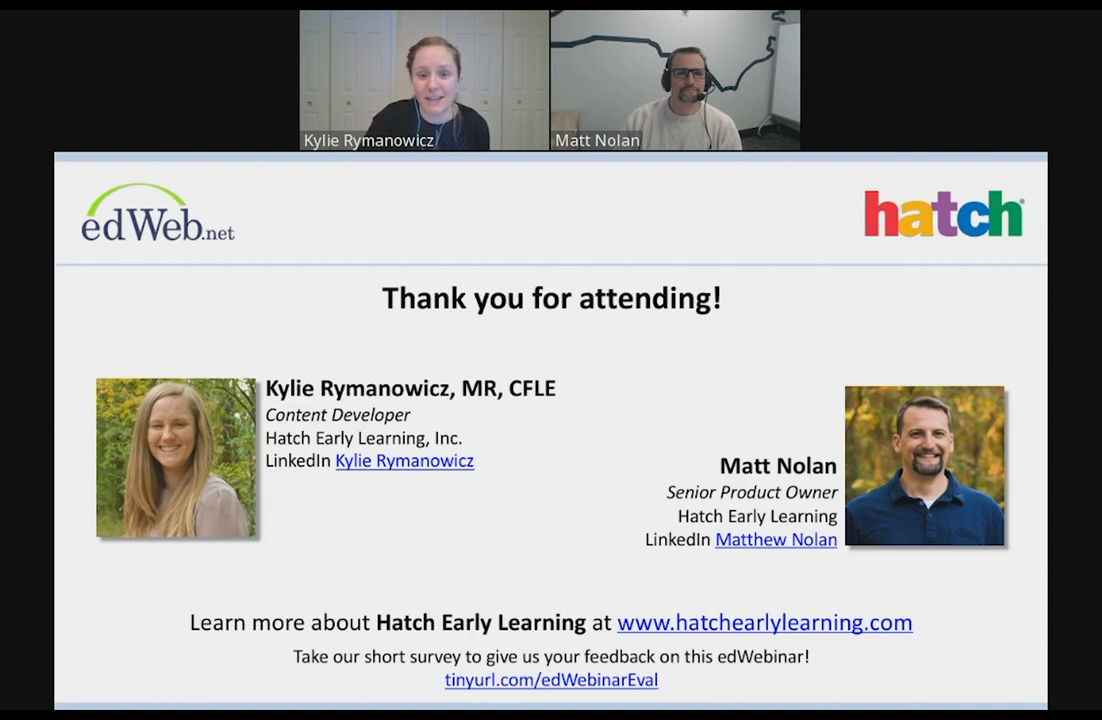 Kylie Rymanowicz
Matt Nolan
edWeb.net
hatch
Thank you for attending!
Kylie Rymanowicz, MR, CFLE
Content Developer
Hatch Early Learning, Inc.
LinkedIn Kylie Rymanowicz
Matt Nolan
Senior Product Owner
Hatch Early Learning
LinkedIn Matthew Nolan
Learn more about Hatch Early Learning at www.hatchearlylearning.com
Take our short survey to give us your feedback on this edWebinar!
tinyurl.com/edWebinarEval